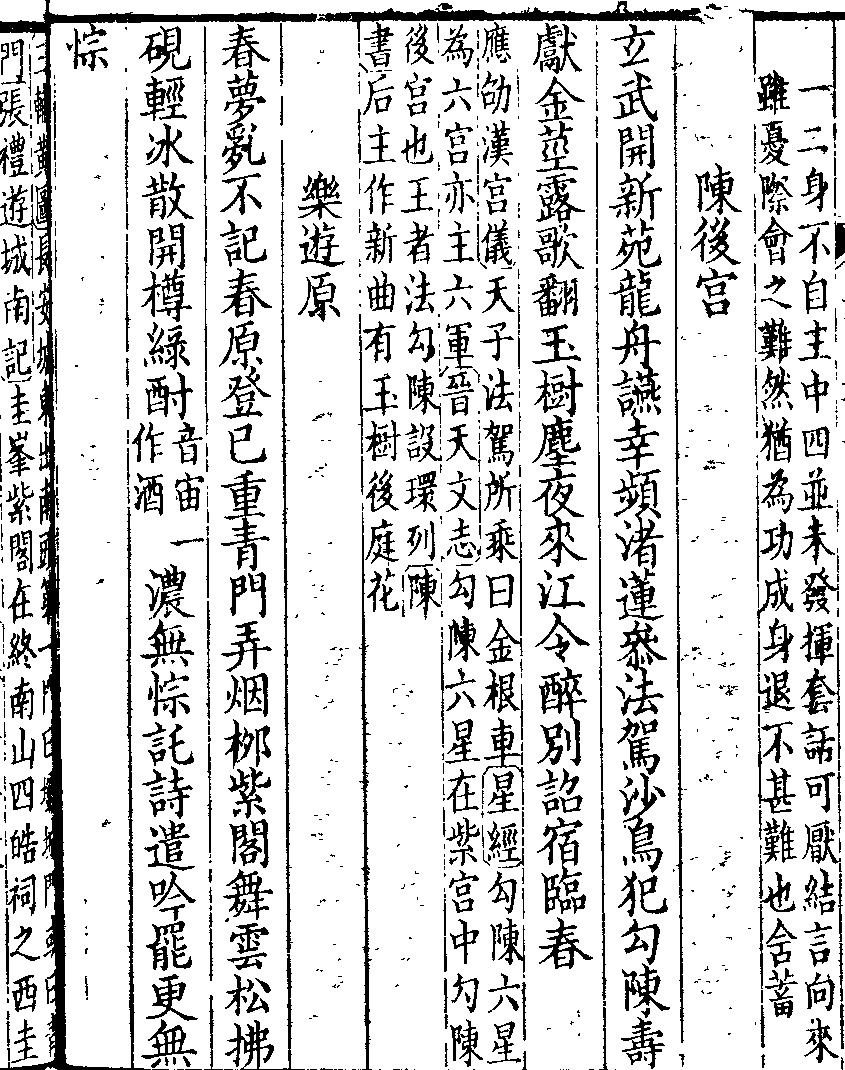 一二身不自主中四並未發揮套話可厭結言向來
雖憂際會之難然猶為功成身退不甚難也含蓄
陳後宮
玄武開新苑龍舟讌幸頻渚蓮叅法駕沙鳥犯勾陳壽
獻金莖露歌翻玉樹塵夜來江令醉別詔宿臨春
應劭漢宮儀天子法駕所乘曰金根車星經勾陳六星
為六宮亦主六軍晉天文志勾陳六星在紫宮中勾陳
後宮也王者法勾陳設環列陳
書后主作新曲有玉樹後庭花
樂遊原
春夢亂不記春原登已重青門弄烟栁紫閣舞雲松拂
硯輕冰散開樽綠酎音宙一作酒濃無悰託詩遣吟罷更無
悰
三輔黃圖長安城東出南頭第一門曰霸城門或曰青
門張禮遊城南記圭峯紫閣在終南山四皓祠之西圭